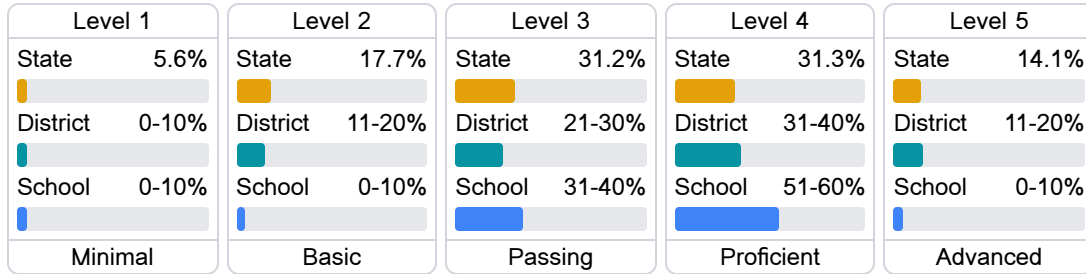 Level 1
State 5.6%
District 0-10%
School 0-10%
Minimal
Level 2
State 17.7%
District 11-20%
School 0-10%
Basic
Level 3
State 31.2%
District 21-30%
School 31-40%
Passing
Level 4
State 31.3%
District 31-40%
School 51-60%
Proficient
Level 5
State 14.1%
District 11-20%
School 0-10%
Advanced